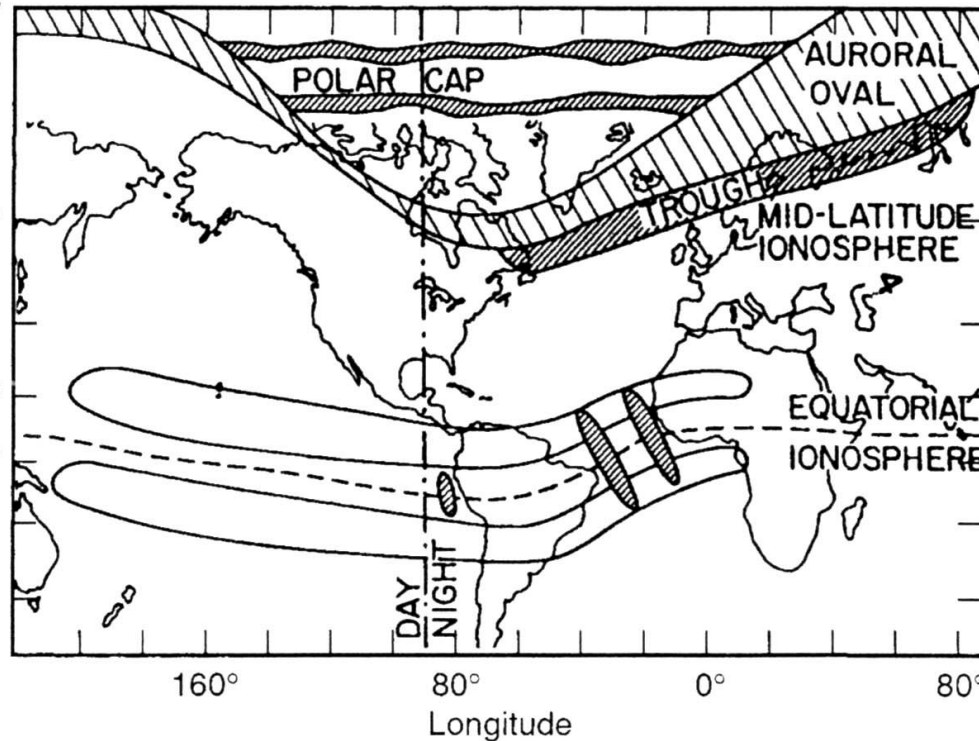 POLAR CAP
AURORAL
OVAL
TROUGH
MID-LATITUDE
IONOSPHERE
EQUATORIAL
IONOSPHERE
DAY
NIGHT
160° 80° 0° 80°
Longitude